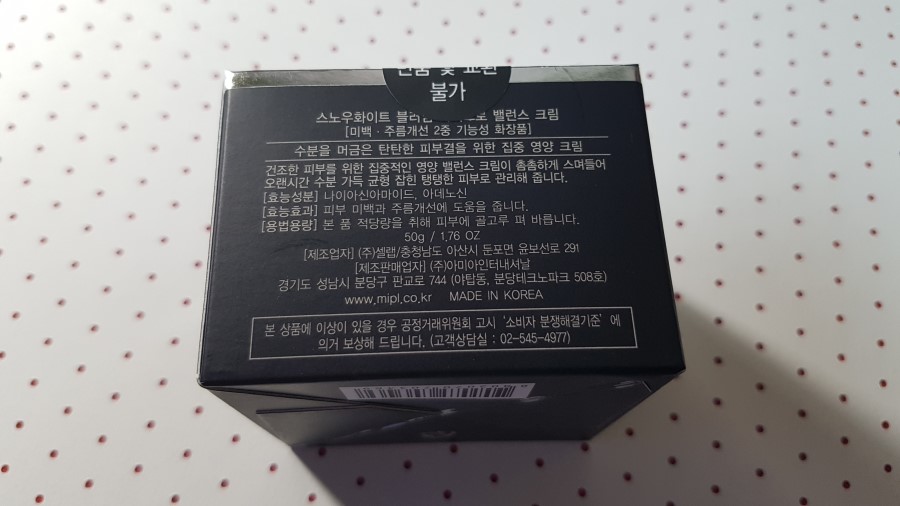 불가
스노우화이트 밸런스 크림
[미백 · 주름개선 2중 기능성 화장품]
수분을 머금은 탄탄한 피부결을 위한 집중 영양 크림
건조한 피부를 위한 집중적인 영양 밸런스 크림이 촘촘하게 스며들어
오랜시간 수분 가득 균형 잡힌 탱탱한 피부로 관리해 줍니다.
[효능성분] 나이아신아마이드, 아데노신
[효능효과] 피부 미백과 주름개선에 도움을 줍니다.
[용법용량] 본 품 적당량을 취해 피부에 골고루 펴 바릅니다.
50g / 1.76 OZ
[제조업자] (주)셀랩/충청남도 아산시 둔포면 윤보선로 291
[제조판매업자] (주)아미아인터내셔날
경기도 성남시 분당구 판교로 744 (야탑동, 분당테크노파크 508호)
www.mipl.co.kr MADE IN KOREA
본 상품에 이상이 있을 경우 공정거래위원회 고시 '소비자 분쟁해결기준' 에
의거 보상해 드립니다. (고객상담실 : 02-545-4977)